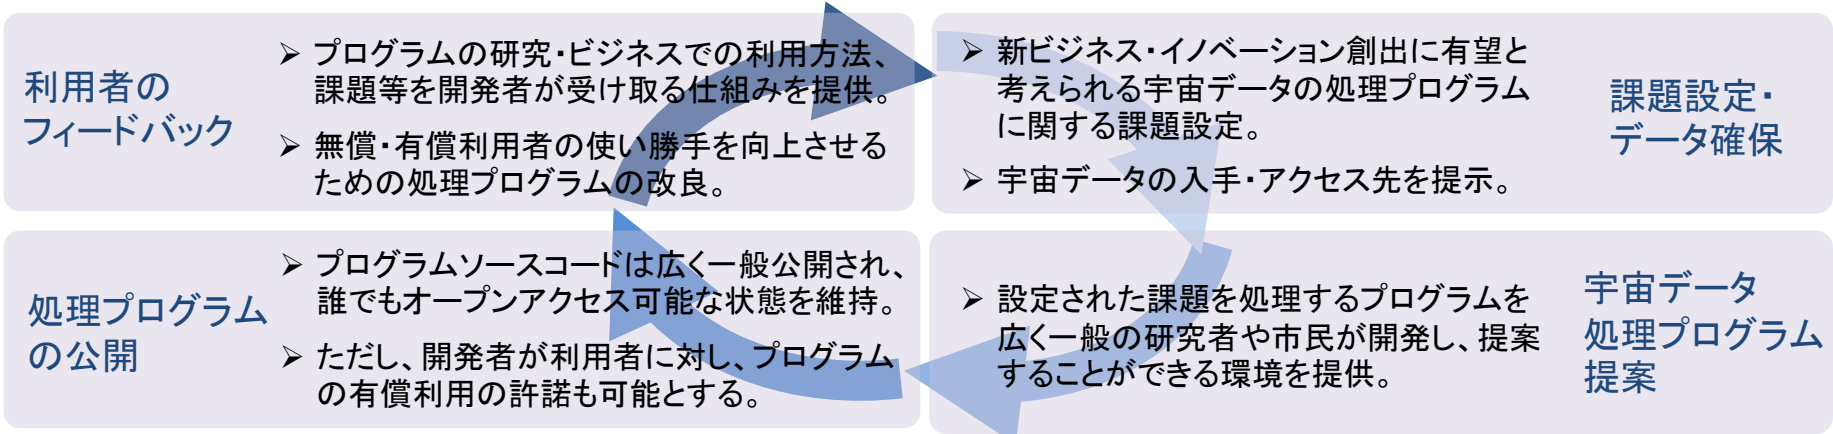 利用者の
フィードバック
➢ プログラムの研究・ビジネスでの利用方法、
課題等を開発者が受け取る仕組みを提供。
➢ 無償・有償利用者の使い勝手を向上させる
ための処理プログラムの改良。
➢ 新ビジネス・イノベーション創出に有望と
考えられる宇宙データの処理プログラム
に関する課題設定。
➢ 宇宙データの入手・アクセス先を提示。
課題設定・
データ確保
処理プログラム
の公開
➢ プログラムソースコードは広く一般公開され、
誰でもオープンアクセス可能な状態を維持。
➢ ただし、開発者が利用者に対し、プログラム
の有償利用の許諾も可能とする。
➢ 設定された課題を処理するプログラムを
広く一般の研究者や市民が開発し、提案
することができる環境を提供。
宇宙データ
処理プログラム
提案